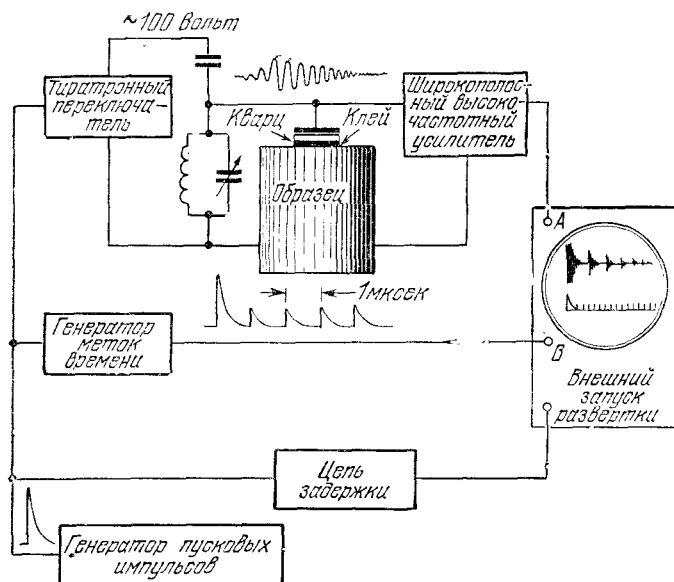 ~100 Вольт
Тиратронный
переключа-
тель
Широкополос-
ный высоко-
частотный
усилитель
Кварц
Клей
Образец
А
1мксек
Генератор
меток
времени
В
Внешний
запуск
развертки
Цепь
задержки
Генератор пусковых
импульсов